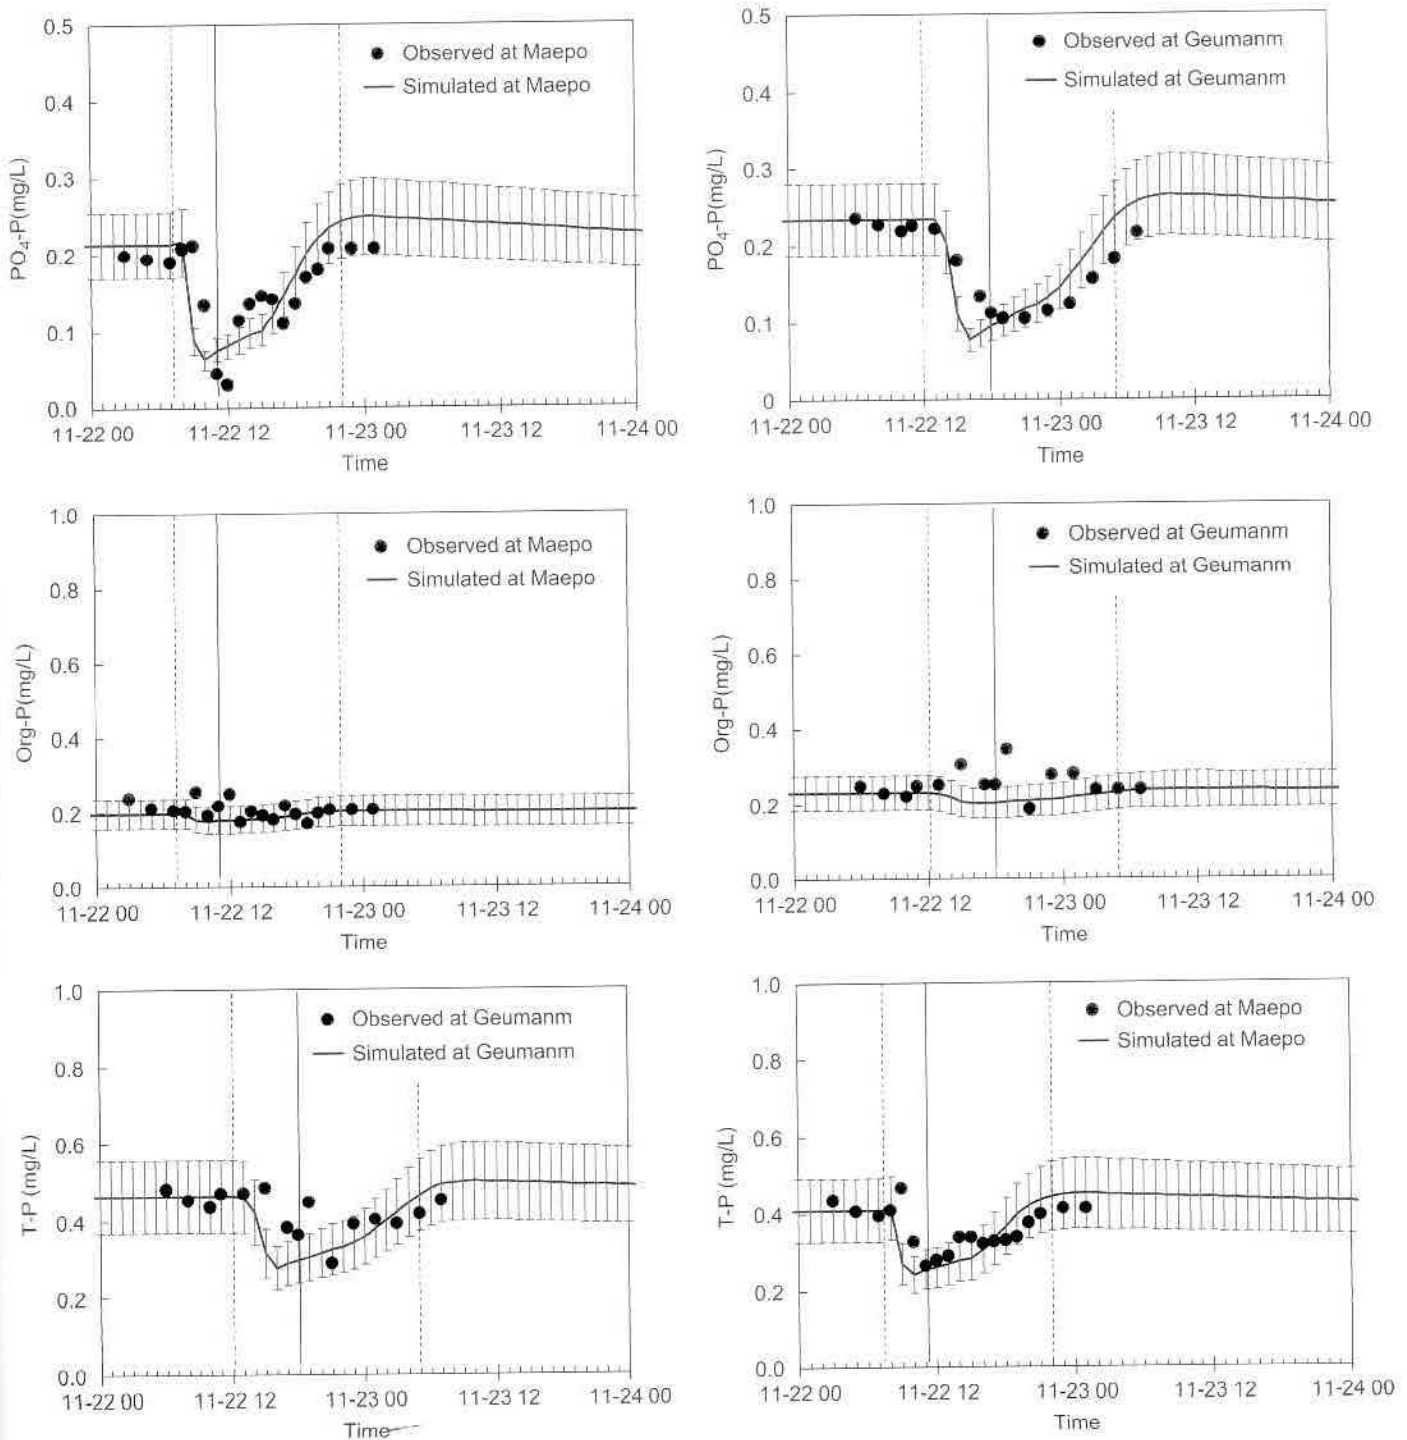 0.5
Observed at Maepo
Simulated at Maepo
0.4
0.3
0.2
0.1
0.0
PO4-P(mg/L)
11-22 00 11-22 12 11-23 00 11-23 12 11-24 00
Time
0.5
Observed at Geumanm
Simulated at Geumanm
0.4
0.3
0.2
0.1
0
PO4-P(mg/L)
11-22 00 11-22 12 11-23 00 11-23 12 11-24 00
Time
1.0
Observed at Maepo
Simulated at Maepo
0.8
0.6
0.4
0.2
0.0
Org-P(mg/L)
11-22 00 11-22 12 11-23 00 11-23 12 11-24 00
Time
1.0
Observed at Geumanm
Simulated at Geumanm
0.8
0.6
0.4
0.2
0.0
Org-P(mg/L)
11-22 00 11-22 12 11-23 00 11-23 12 11-24 00
Time
1.0
Observed at Geumanm
Simulated at Geumanm
0.8
0.6
0.4
0.2
0.0
T-P (mg/L)
11-22 00 11-22 12 11-23 00 11-23 12 11-24 00
Time
1.0
Observed at Maepo
Simulated at Maepo
0.8
0.6
0.4
0.2
0.0
T-P (mg/L)
11-22 00 11-22 12 11-23 00 11-23 12 11-24 00
Time